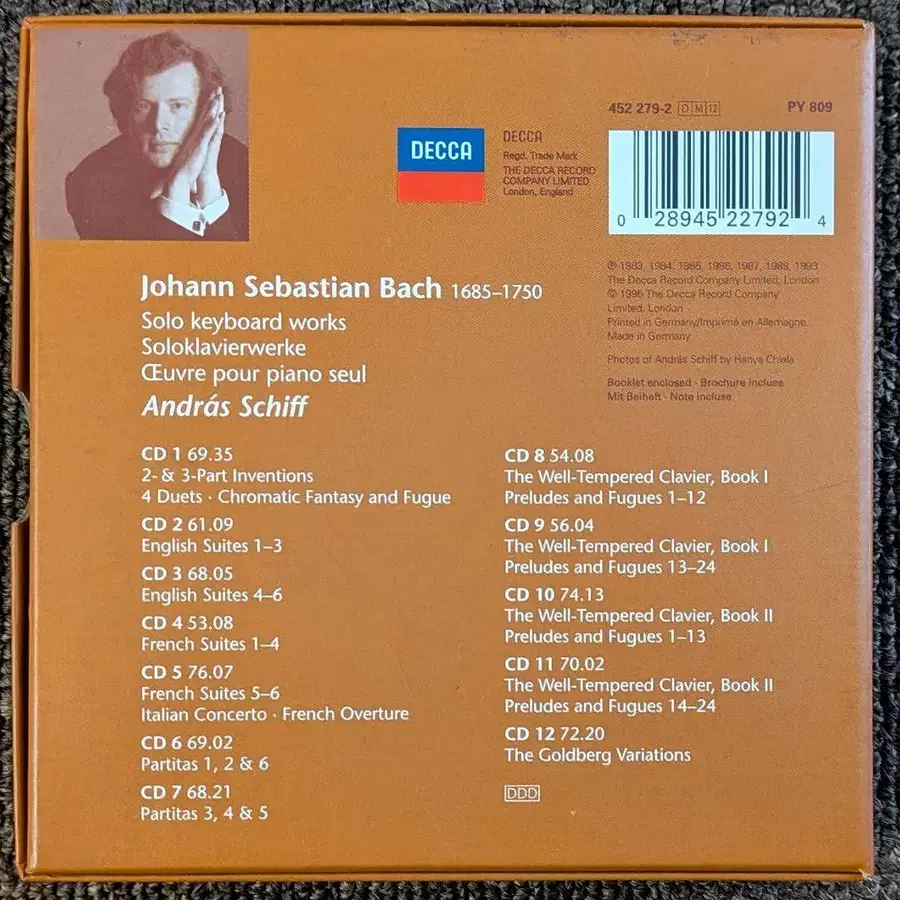 DECCA
DECCA
Regd. Trade Mark
THE DECCA RECORD
COMPANY LIMITED
London, England
452 279-2 D M 12
PY 809
0 28945 22792 4
℗ 1983, 1984, 1985, 1986, 1987, 1988, 1993
The Decca Record Company Limited, London
© 1996 The Decca Record Company
Limited, London
Printed in Germany/Imprimé en Allemagne.
Made in Germany
Photos of András Schiff by Hanya Chlala
Booklet enclosed · Brochure incluse
Mit Beiheft · Note incluse
Johann Sebastian Bach 1685–1750
Solo keyboard works
Soloklavierwerke
Œuvre pour piano seul
András Schiff
CD 1 69.35
2- & 3-Part Inventions
4 Duets · Chromatic Fantasy and Fugue
CD 2 61.09
English Suites 1–3
CD 3 68.05
English Suites 4–6
CD 4 53.08
French Suites 1–4
CD 5 76.07
French Suites 5–6
Italian Concerto · French Overture
CD 6 69.02
Partitas 1, 2 & 6
CD 7 68.21
Partitas 3, 4 & 5
CD 8 54.08
The Well-Tempered Clavier, Book I
Preludes and Fugues 1–12
CD 9 56.04
The Well-Tempered Clavier, Book I
Preludes and Fugues 13–24
CD 10 74.13
The Well-Tempered Clavier, Book II
Preludes and Fugues 1–13
CD 11 70.02
The Well-Tempered Clavier, Book II
Preludes and Fugues 14–24
CD 12 72.20
The Goldberg Variations
DDD